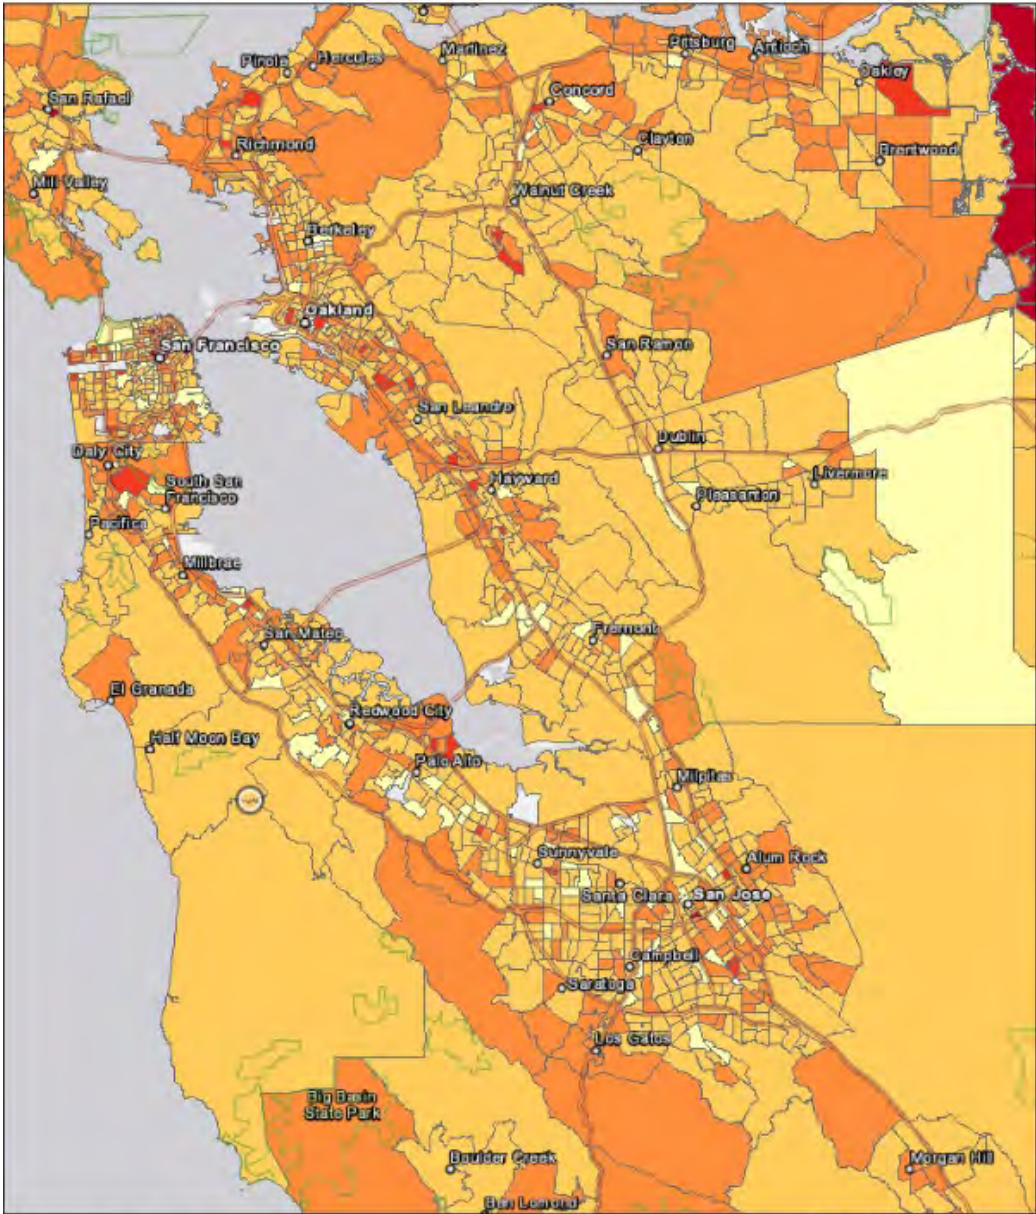 Pinole
Hercules
Martinez
Pittsburg
Antioch
Oakley
San Rafael
Concord
Richmond
Clayton
Brentwood
Mill Valley
Walnut Creek
Berkeley
Oakland
San Francisco
San Ramon
San Leandro
Dublin
Daly City
South San
Francisco
Hayward
Livermore
Pleasanton
Pacifica
Millbrae
San Mateo
Fremont
El Granada
Redwood City
Half Moon Bay
Palo Alto
Milpitas
Sunnyvale
Alum Rock
Santa Clara
San Jose
Campbell
Saratoga
Los Gatos
Big Basin
State Park
Boulder Creek
Morgan Hill
Ben Lomond